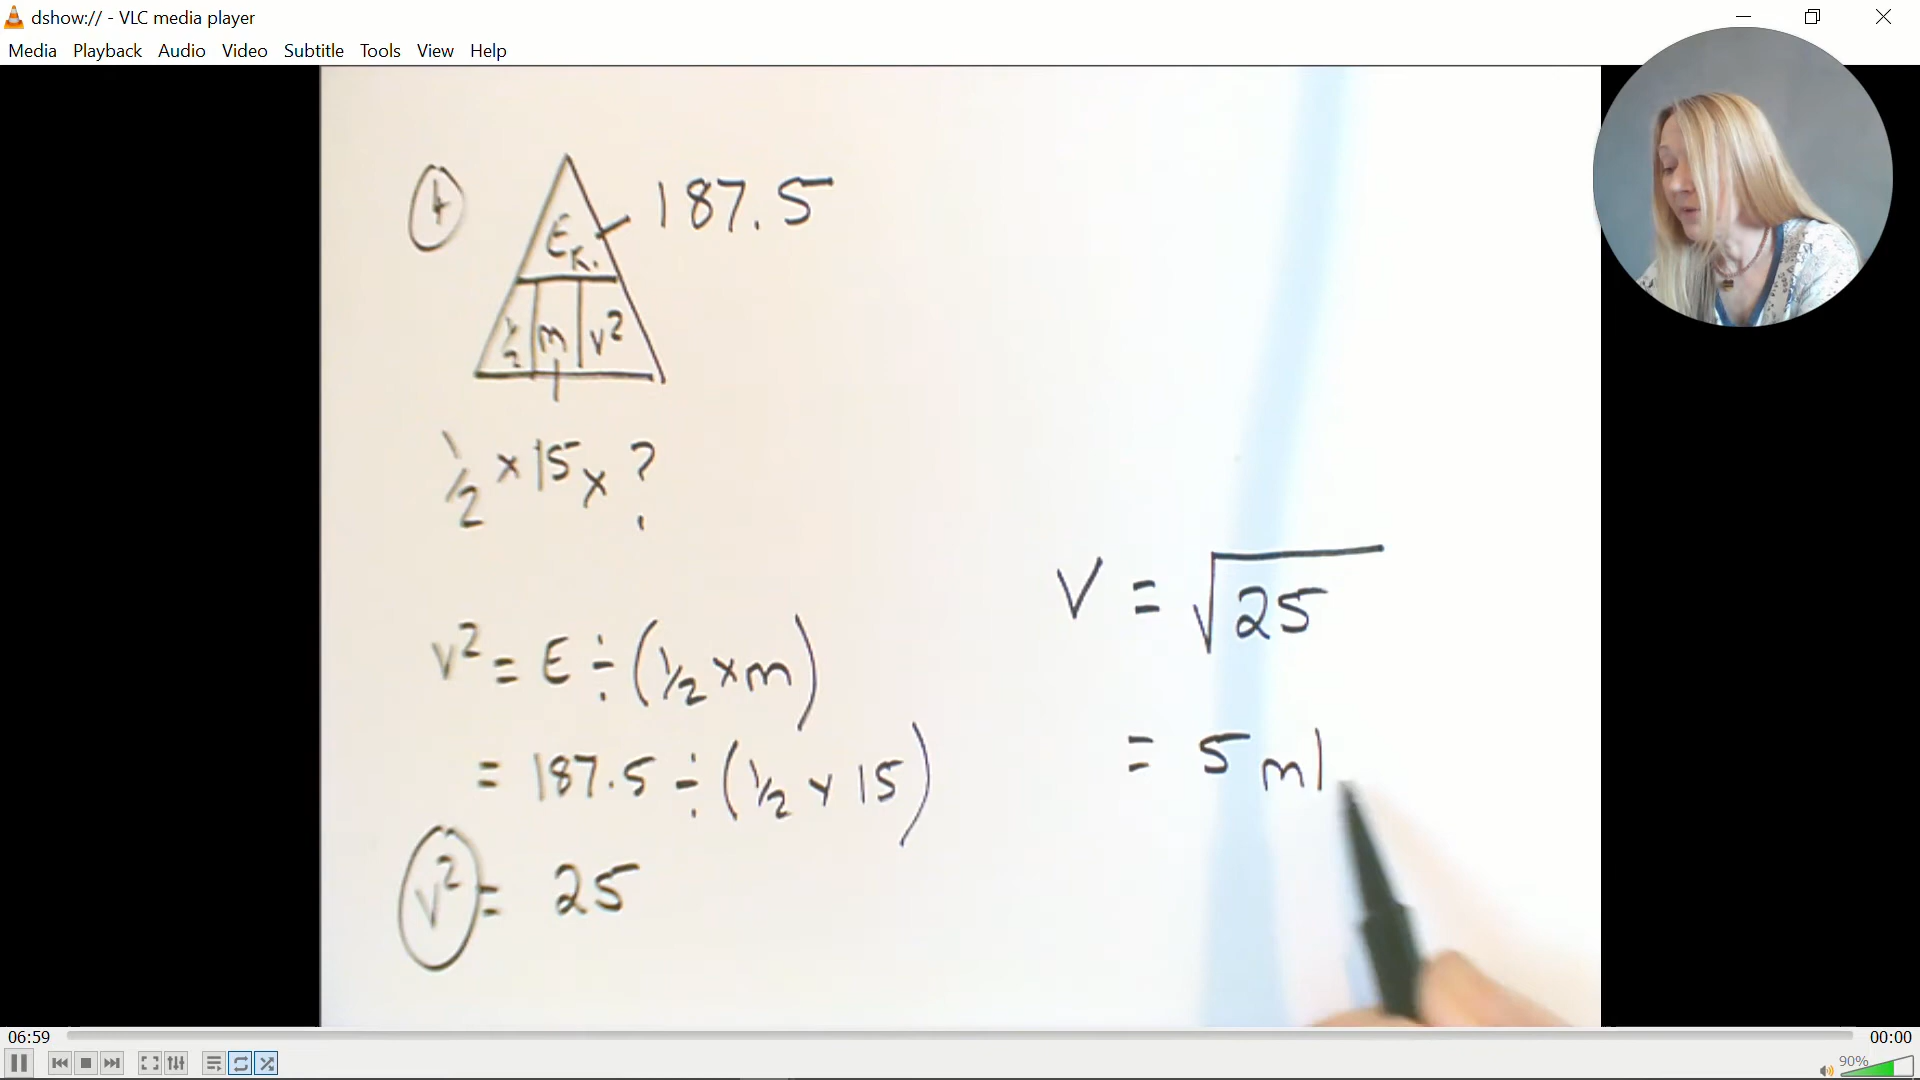 dshow:// - VLC media player
Media Playback Audio Video Subtitle Tools View Help
4
187.5
Eₖ.
½ m v²
½ × 15 × ?
v² = E ÷ (½ × m)
= 187.5 ÷ (½ × 15)
v² = 25
V = √25
= 5 m/
06:59
00:00
90%